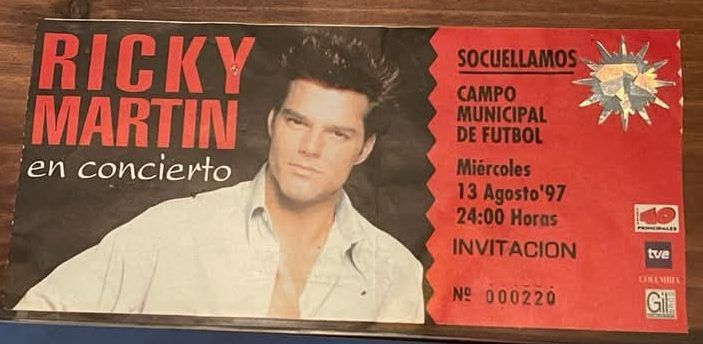 RICKY
MARTIN
en concierto
SOCUELLAMOS
CAMPO
MUNICIPAL
DE FUTBOL
Miércoles
13 Agosto'97
24:00 Horas
INVITACION
Nº 000220
40
PRINCIPALES
tve
COLUMBIA
Gil